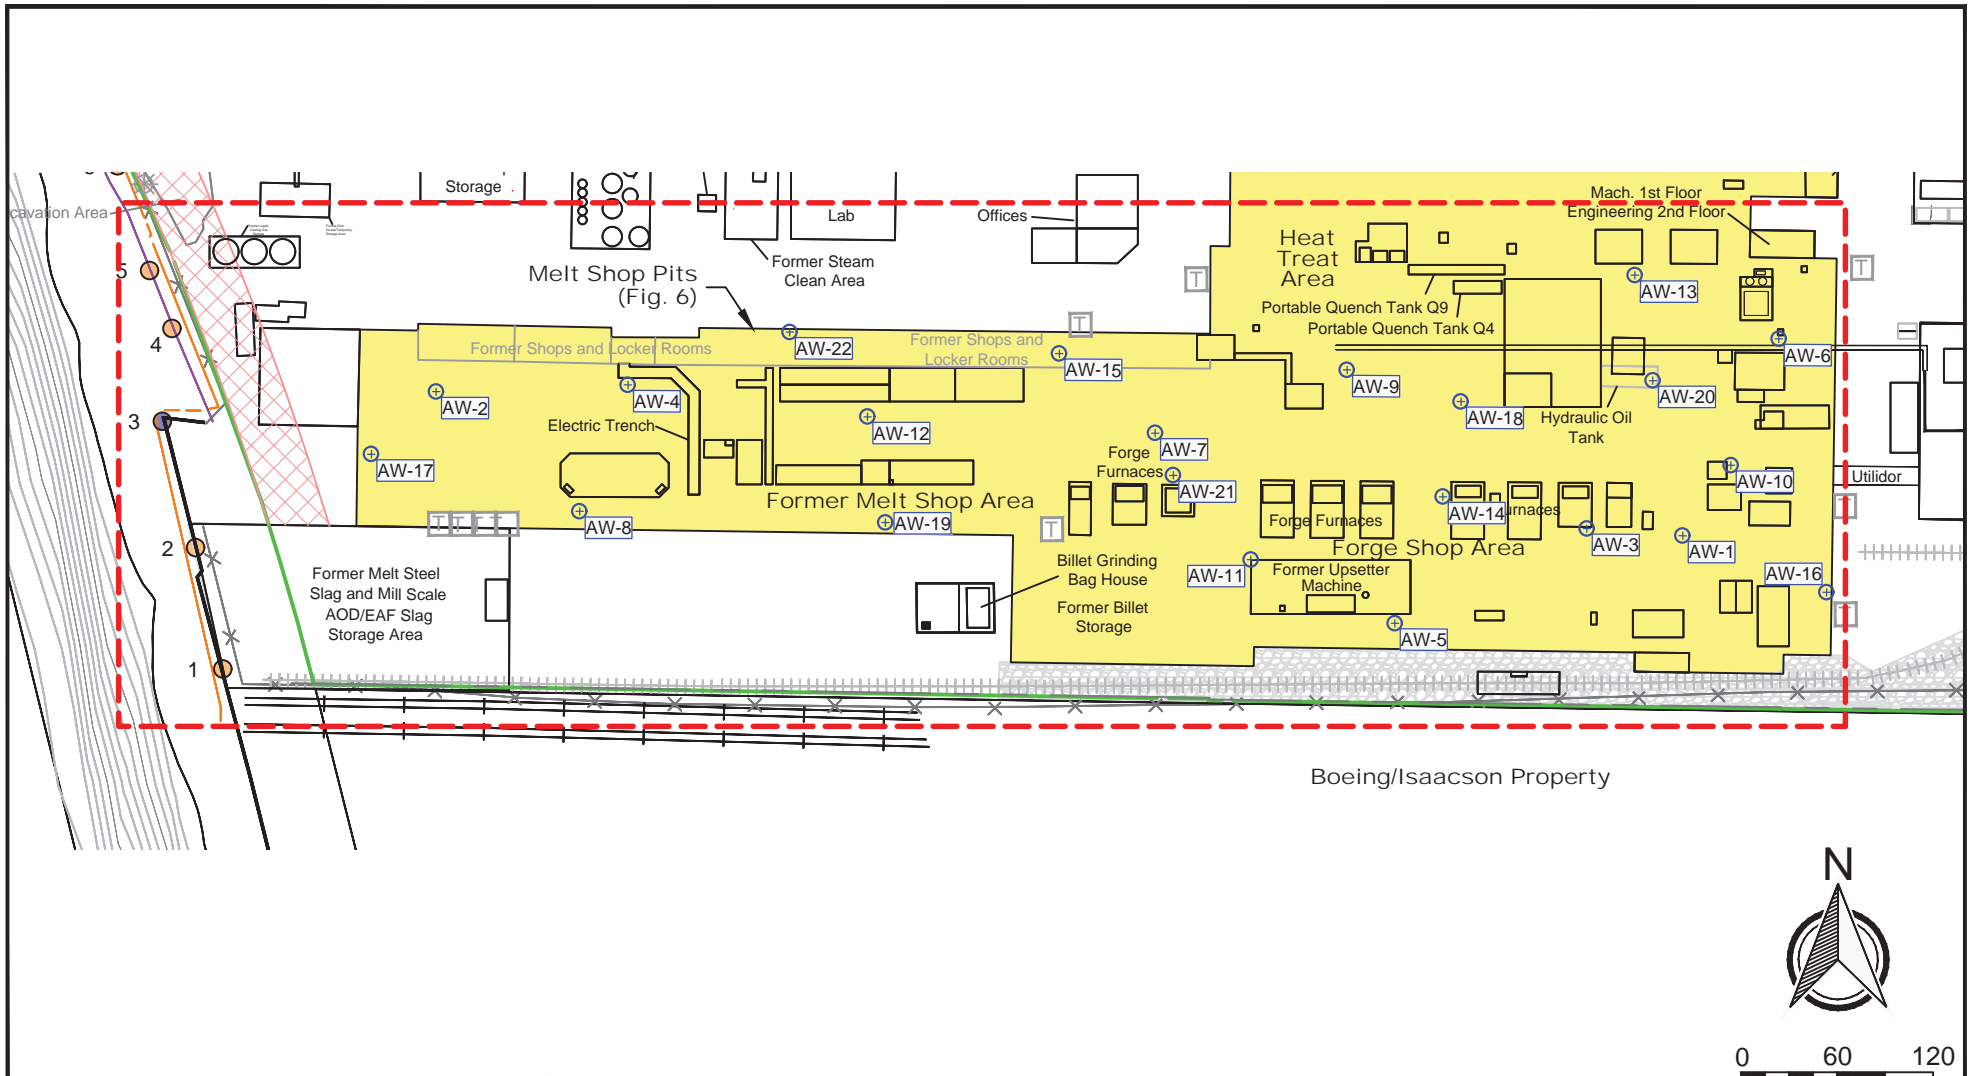 Storage
Lab
Offices
Mach. 1st Floor
Engineering 2nd Floor
cavation Area
Former Steam
Clean Area
Heat
Treat
Area
5
Melt Shop Pits
(Fig. 6)
T
T
AW-13
Portable Quench Tank Q9
Portable Quench Tank Q4
T
4
Former Shops and Locker Rooms
AW-22
Former Shops and
Locker Rooms
AW-15
AW-6
AW-9
AW-20
AW-2
AW-4
AW-18
Hydraulic Oil
Tank
3
Electric Trench
AW-12
AW-7
Forge
Furnaces
AW-17
AW-21
AW-10
Utilidor
Former Melt Shop Area
AW-14
urnaces
T
T
T
T
T
AW-8
AW-19
T
Forge Furnaces
Forge Shop Area
AW-3
AW-1
2
Billet Grinding
Bag House
AW-11
Former Upsetter
Machine
AW-16
Former Melt Steel
Slag and Mill Scale
AOD/EAF Slag
Storage Area
Former Billet
Storage
T
AW-5
1
Boeing/Isaacson Property
N
0 60 120